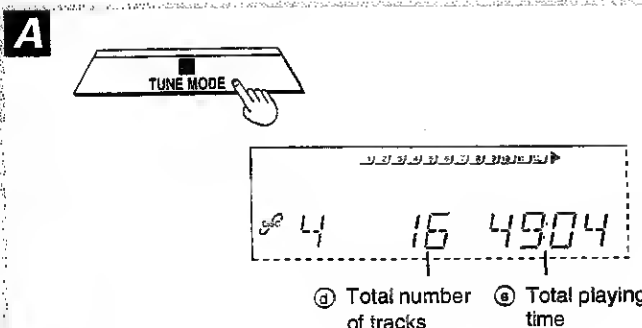 A
TUNE MODE
4 16 4904
ⓓ Total number of tracks
ⓔ Total playing time